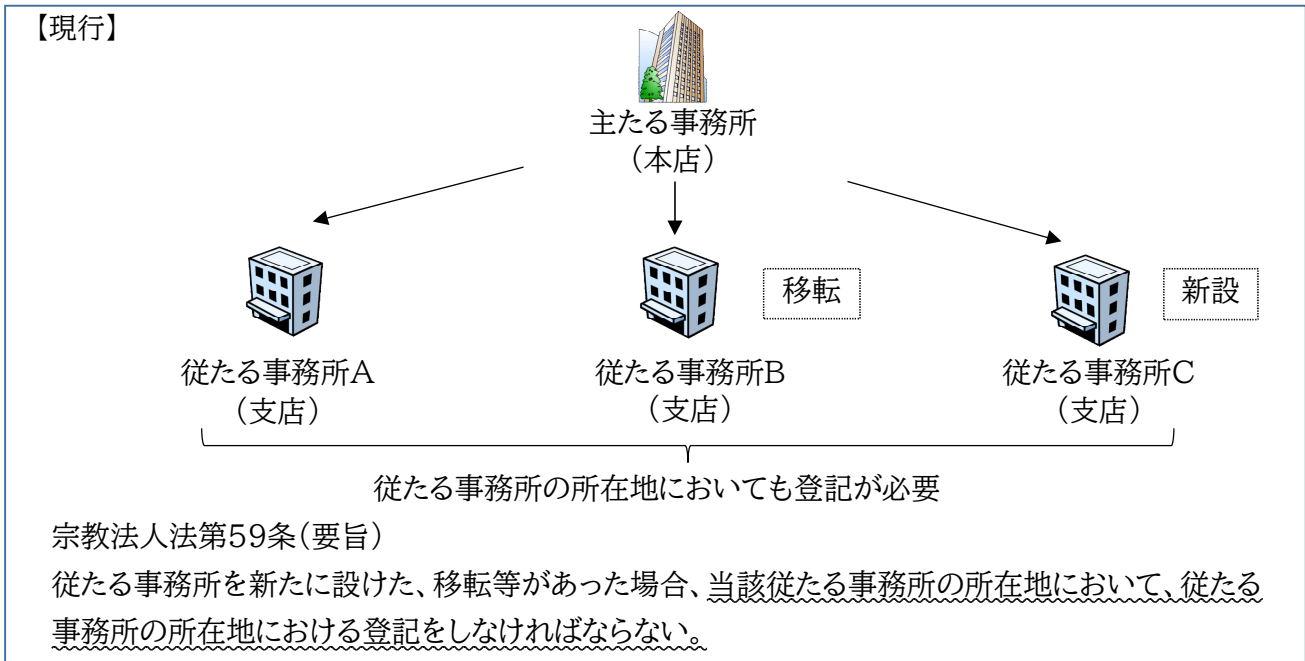 【現行】
主たる事務所
（本店）
移転
新設
従たる事務所A
（支店）
従たる事務所B
（支店）
従たる事務所C
（支店）
従たる事務所の所在地においても登記が必要
宗教法人法第59条（要旨）
従たる事務所を新たに設けた、移転等があった場合、当該従たる事務所の所在地において、従たる
事務所の所在地における登記をしなければならない。